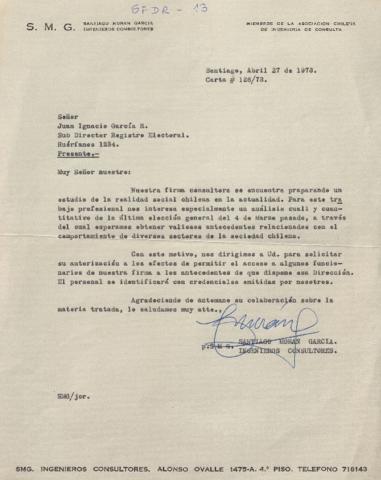 GFDR - 13
S. M. G. SANTIAGO MORAN GARCIA
INGENIEROS CONSULTORES
MIEMBROS DE LA ASOCIACION CHILENA
DE INGENIERIA DE CONSULTA
Santiago, Abril 27 de 1973.
Carta # 126/73.
Señor
Juan Ignacio García R.
Sub Director Registro Electoral.
Huérfanos 1234.
Presente.-
Muy Señor nuestro:
Nuestra firma consultora se encuentra preparando un
estudio de la realidad social chilena en la actualidad. Para este tra
bajo profesional nos interesa especialmente un análisis cuali y cuan-
titativo de la última elección general del 4 de Marzo pasado, a través
del cual esperamos obtener valiosos antecedentes relacionados con el
comportamiento de diversos sectores de la sociedad chilena.
Con este motivo, nos dirigimos a Ud. para solicitar
su autorización a los efectos de permitir el acceso a algunos funcio-
narios de nuestra firma a los antecedentes de que dispone esa Dirección.
El personal se identificará con credenciales emitidas por nosotros.
Agradeciendo de antemano su colaboración sobre la
materia tratada, le saludamos muy atte.,
p.S M G. SANTIAGO MORAN GARCIA.
INGENIEROS CONSULTORES.
SMG/jor.
SMG. INGENIEROS CONSULTORES. ALONSO OVALLE 1475-A. 4.º PISO. TELEFONO 716143